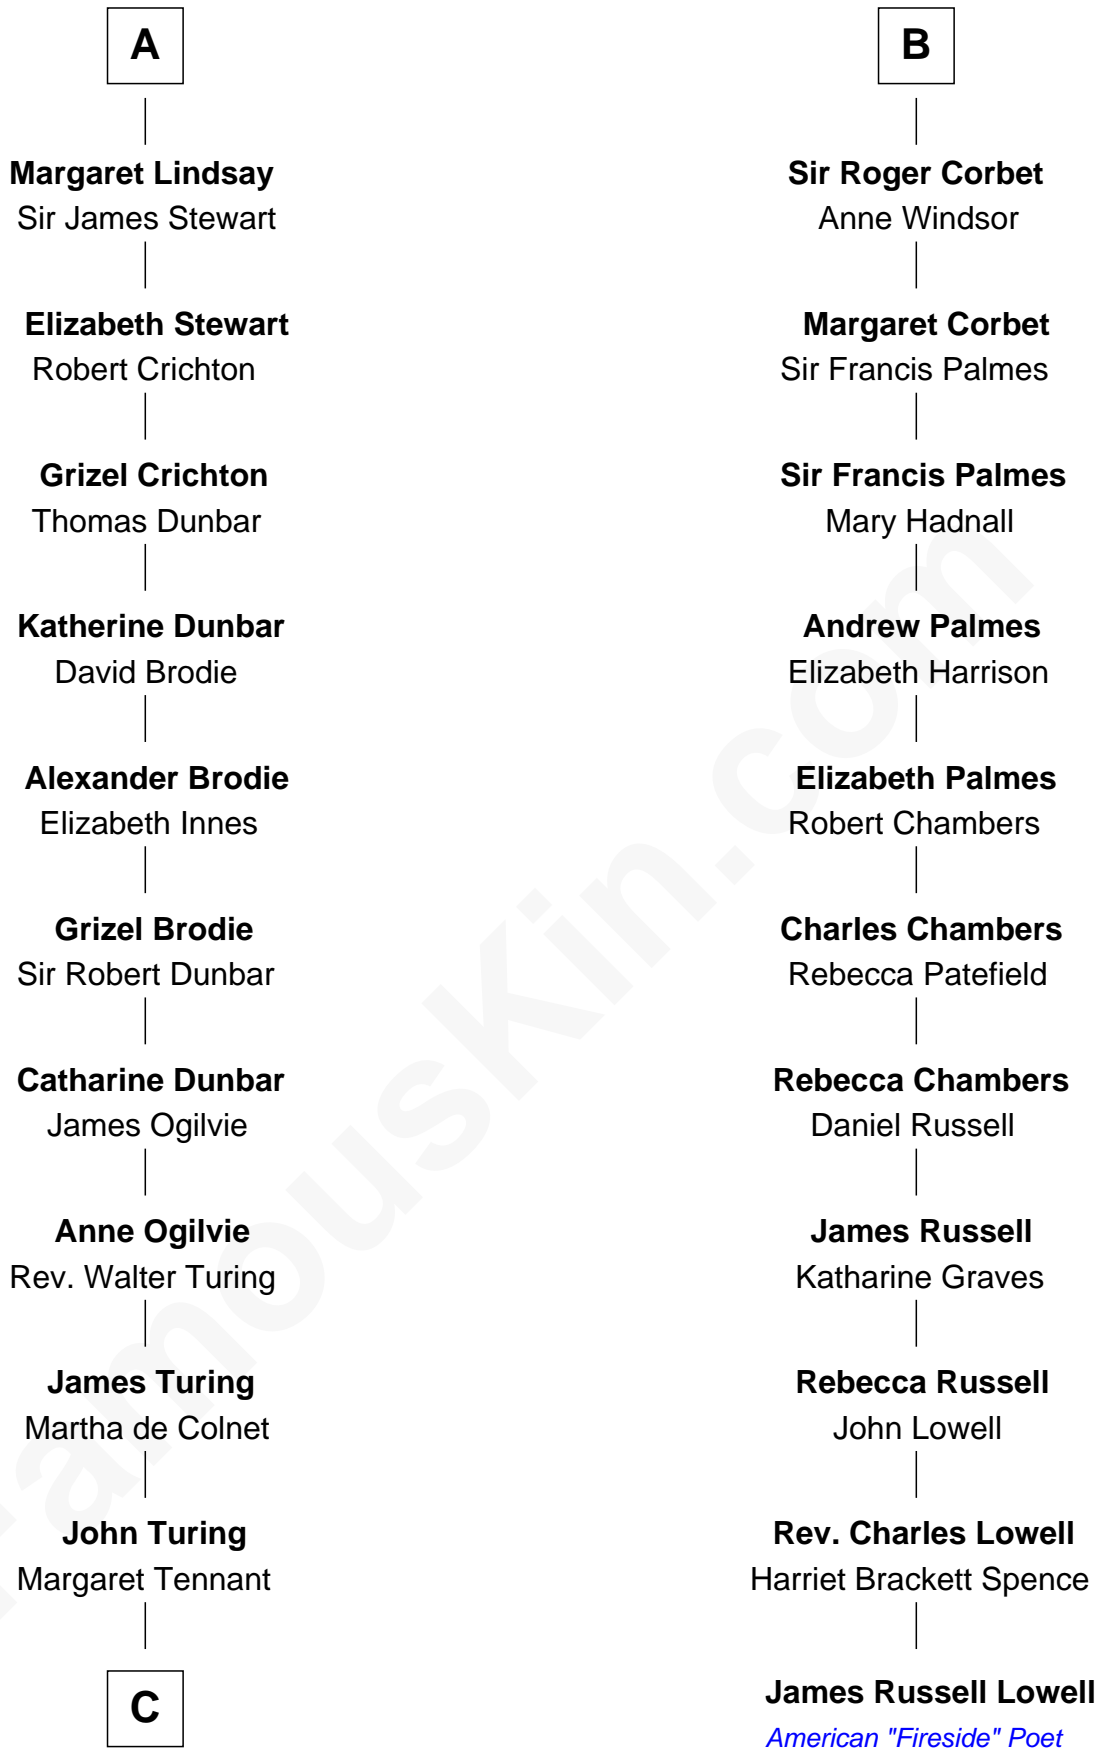 A
Margaret Lindsay
Sir James Stewart
Elizabeth Stewart
Robert Crichton
Grizel Crichton
Thomas Dunbar
Katherine Dunbar
David Brodie
Alexander Brodie
Elizabeth Innes
Grizel Brodie
Sir Robert Dunbar
Catharine Dunbar
James Ogilvie
Anne Ogilvie
Rev. Walter Turing
James Turing
Martha de Colnet
John Turing
Margaret Tennant
C
B
Sir Roger Corbet
Anne Windsor
Margaret Corbet
Sir Francis Palmes
Sir Francis Palmes
Mary Hadnall
Andrew Palmes
Elizabeth Harrison
Elizabeth Palmes
Robert Chambers
Charles Chambers
Rebecca Patefield
Rebecca Chambers
Daniel Russell
James Russell
Katharine Graves
Rebecca Russell
John Lowell
Rev. Charles Lowell
Harriet Brackett Spence
James Russell Lowell
American "Fireside" Poet
FamousKin.com